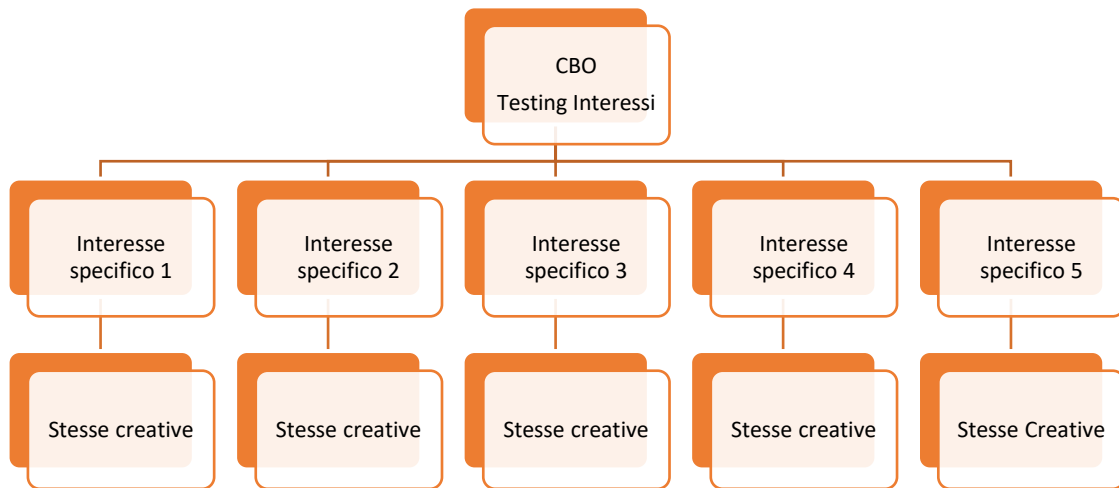 CBO
Testing Interessi
Interesse
specifico 1
Interesse
specifico 2
Interesse
specifico 3
Interesse
specifico 4
Interesse
specifico 5
Stesse creative
Stesse creative
Stesse creative
Stesse creative
Stesse Creative